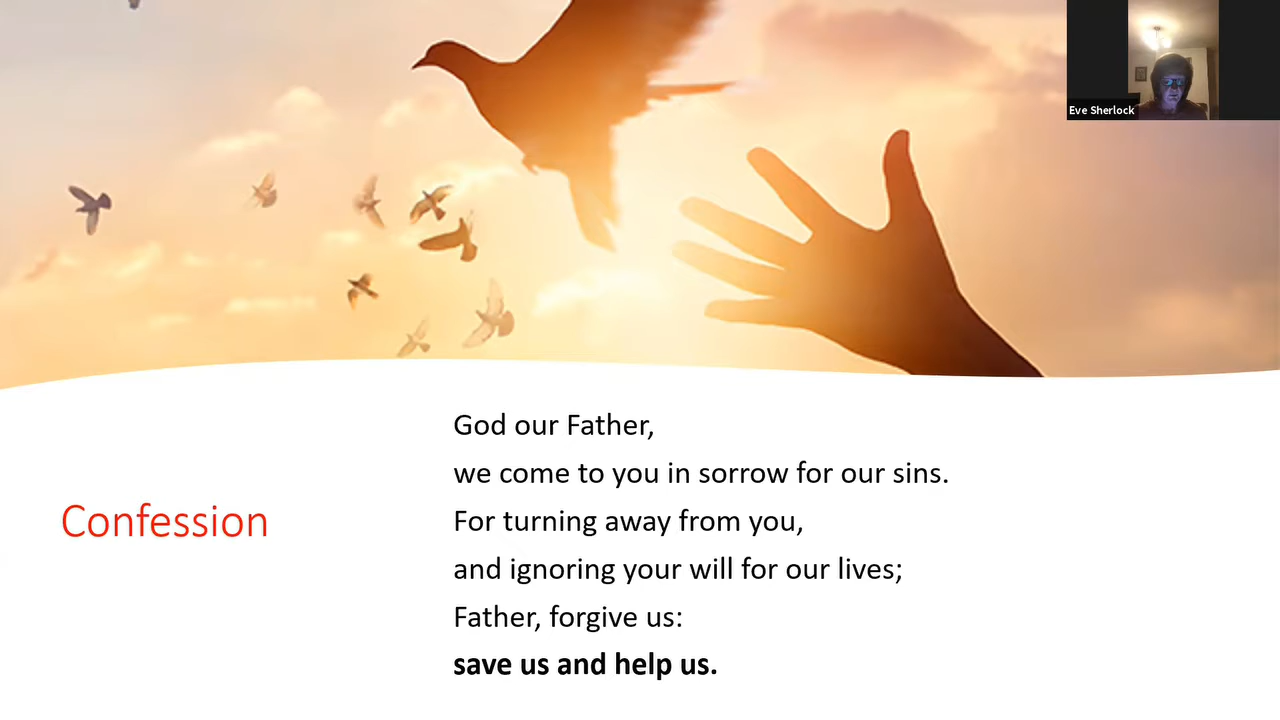 Eve Sherlock
Confession
God our Father,
we come to you in sorrow for our sins.
For turning away from you,
and ignoring your will for our lives;
Father, forgive us:
save us and help us.